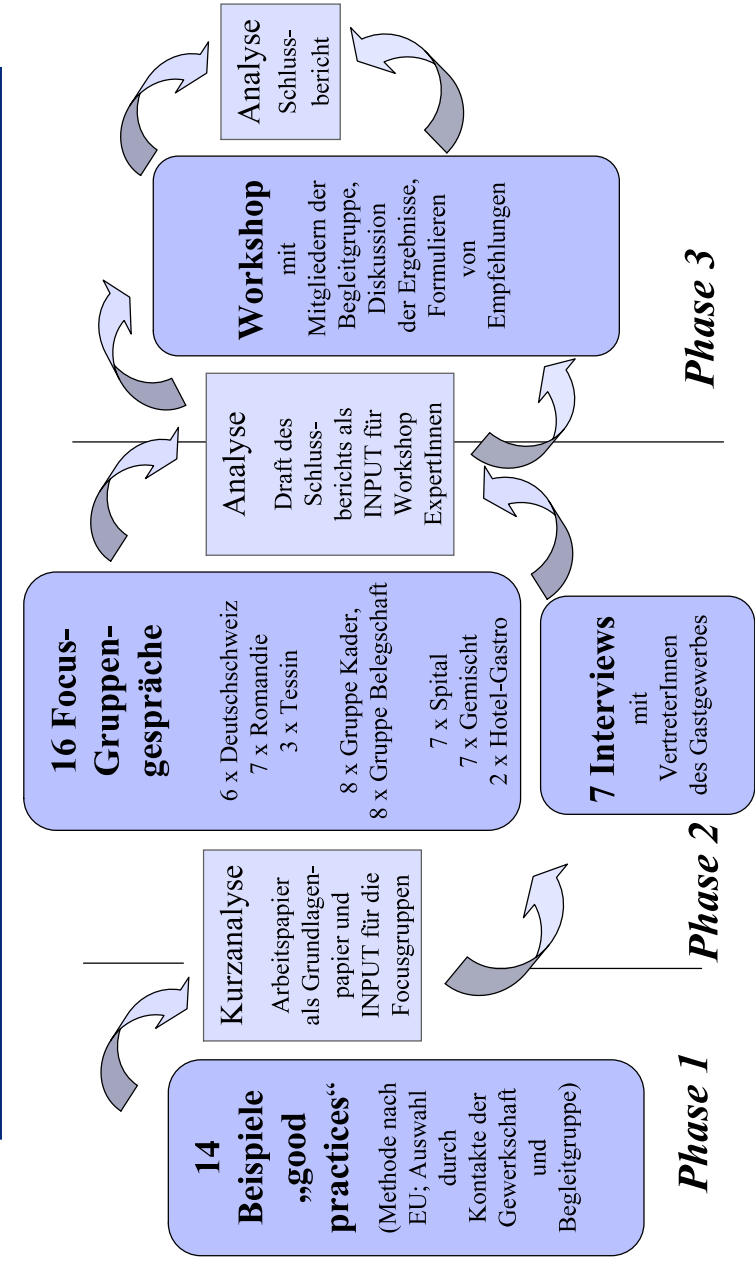 14
Beispiele
„good
practices“
(Methode nach
EU; Auswahl
durch
Kontakte der
Gewerkschaft
und
Begleitgruppe)
Phase 1
Kurzanalyse
Arbeitspapier
als Grundlagen-
papier und
INPUT für die
Focusgruppen
Phase 2
16 Focus-
Gruppen-
gespräche
6 x Deutschschweiz
7 x Romandie
3 x Tessin
8 x Gruppe Kader,
8 x Gruppe Belegschaft
7 x Spital
7 x Gemischt
2 x Hotel-Gastro
7 Interviews
mit
VertreterInnen
des Gastgewerbes
Analyse
Draft des
Schluss-
berichts als
INPUT für
Workshop
ExpertInnen
Workshop
mit
Mitgliedern der
Begleitgruppe,
Diskussion
der Ergebnisse,
Formulieren
von
Empfehlungen
Phase 3
Analyse
Schluss-
bericht